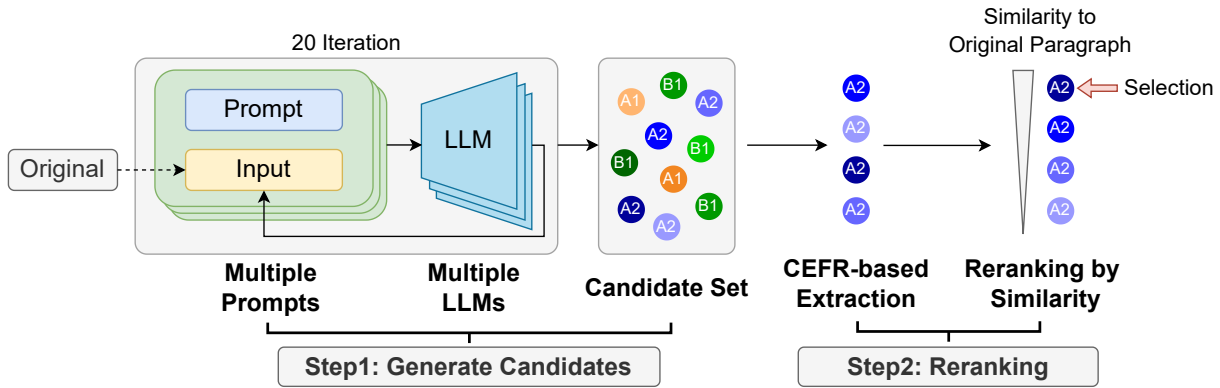 20 Iteration
Similarity to
Original Paragraph
Prompt
Input
Original
LLM
A1
B1
A2
A2
B1
B1
A1
A2
A2
B1
A2
A2
A2
A2
A2
A2
A2
A2
Selection
Multiple
Prompts
Multiple
LLMs
Candidate Set
CEFR-based
Extraction
Reranking by
Similarity
Step1: Generate Candidates
Step2: Reranking